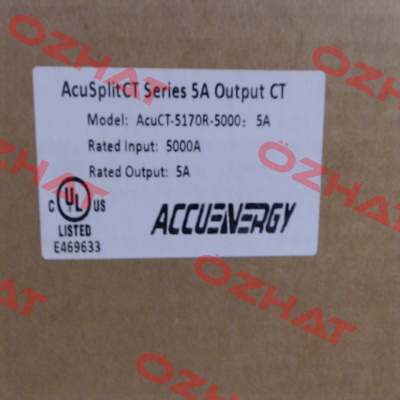 AcuSplitCT Series 5A Output CT
Model: AcuCT-5170R-5000: 5A
Rated Input: 5000A
Rated Output: 5A
C UL US
LISTED
E469633
ACCUENERGY
ÖZHAT
ÖZHAT
ÖZHAT
ÖZHAT
ÖZHAT